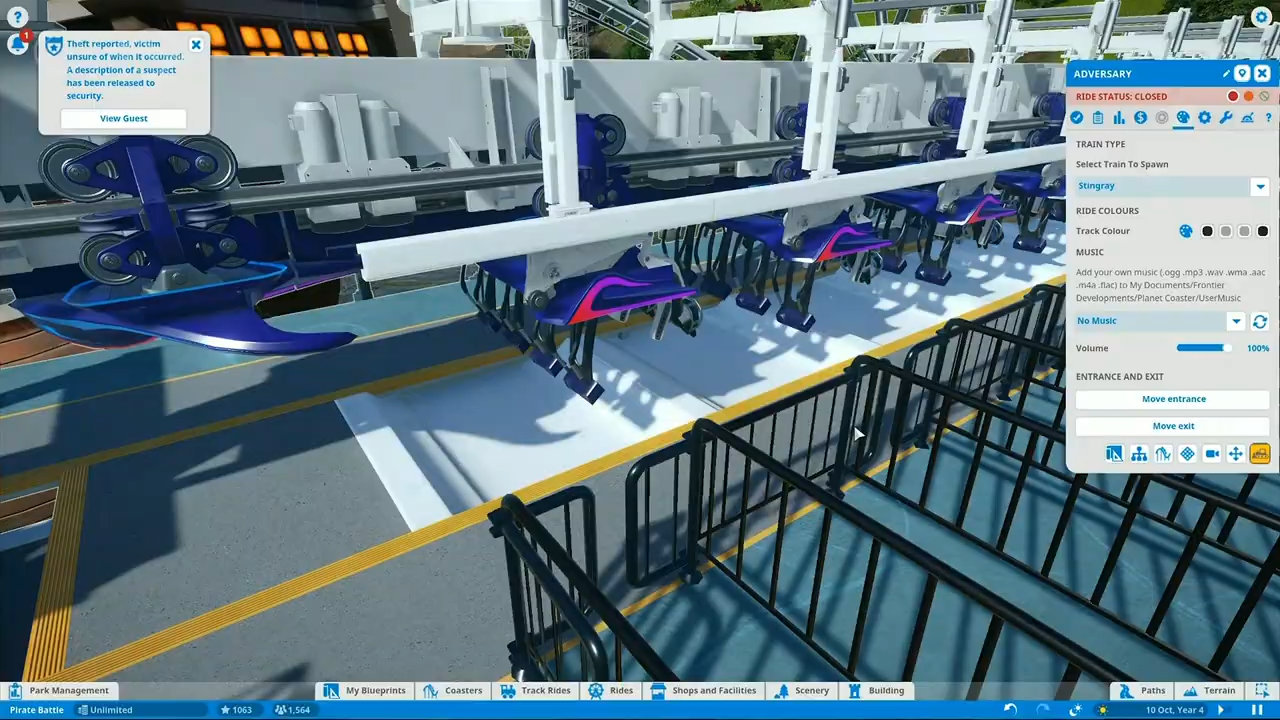 Theft reported, victim
unsure of when it occurred.
A description of a suspect
has been released to
security.
View Guest
1
ADVERSARY
RIDE STATUS: CLOSED
TRAIN TYPE
Select Train To Spawn
Stingray
RIDE COLOURS
Track Colour
MUSIC
Add your own music (.ogg .mp3 .wav .wma .aac
.m4a .flac) to My Documents/Frontier
Developments/Planet Coaster/UserMusic
No Music
Volume 100%
ENTRANCE AND EXIT
Move entrance
Move exit
Park Management My Blueprints Coasters Track Rides Rides Shops and Facilities Scenery Building Paths Terrain
Pirate Battle Unlimited 1063 1,564 10 Oct, Year 4